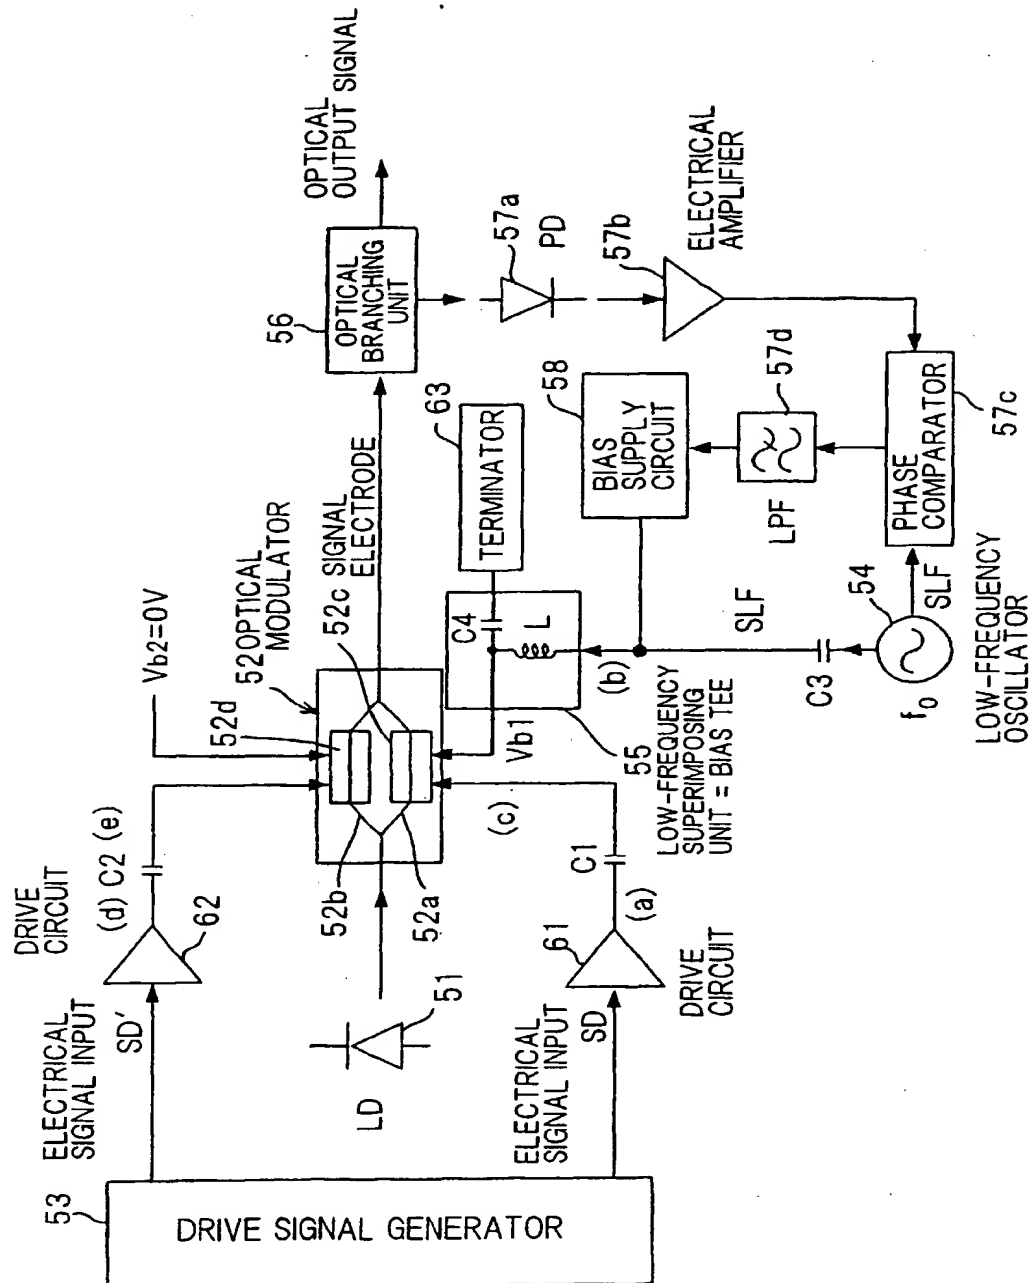 53
DRIVE SIGNAL GENERATOR
ELECTRICAL
SIGNAL INPUT
SD'
DRIVE
CIRCUIT
62
(d) C2 (e)
Vb2=0V
LD
51
52b
52a
52d
52 OPTICAL
MODULATOR
52c SIGNAL
ELECTRODE
ELECTRICAL
SIGNAL INPUT
SD
61
DRIVE
CIRCUIT
(a)
C1
(c)
Vb1
55
LOW-FREQUENCY
SUPERIMPOSING
UNIT = BIAS TEE
C4
L
(b)
63
TERMINATOR
56
OPTICAL
BRANCHING
UNIT
OPTICAL
OUTPUT SIGNAL
57a
PD
57b
ELECTRICAL
AMPLIFIER
58
BIAS
SUPPLY
CIRCUIT
57d
LPF
PHASE
COMPARATOR
57c
SLF
C3
54
SLF
f0
LOW-FREQUENCY
OSCILLATOR